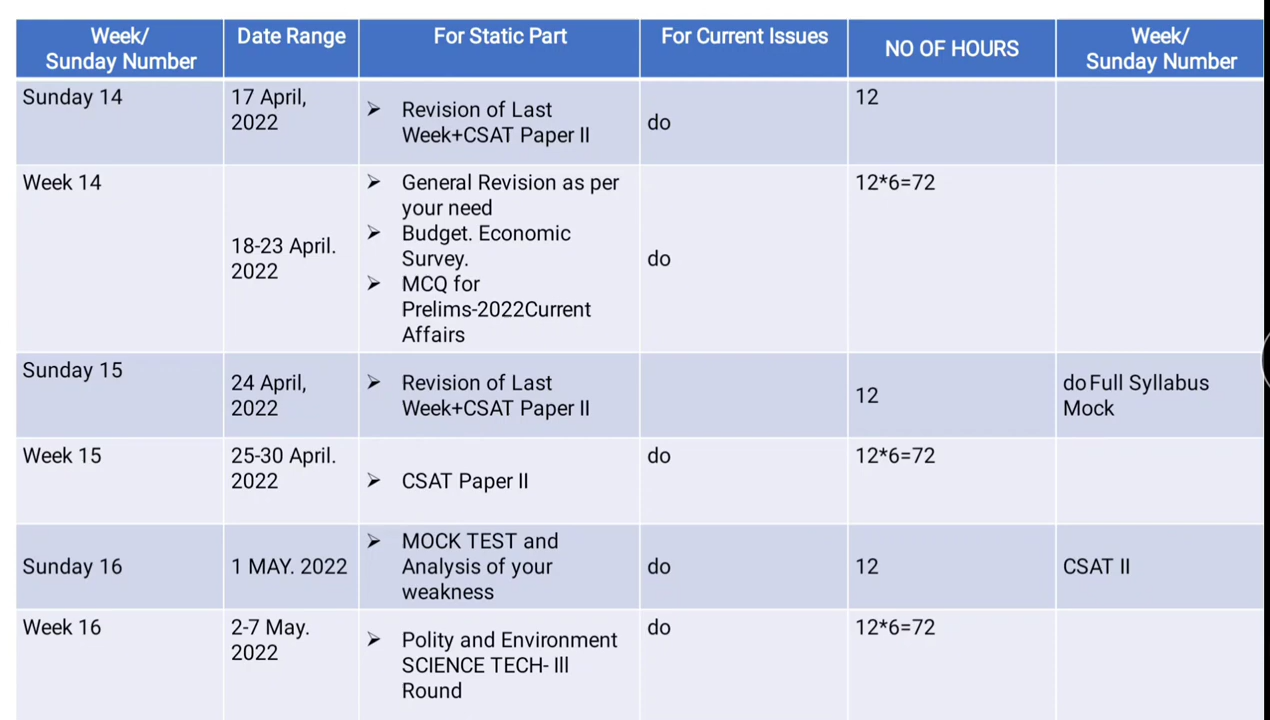 Week/
Sunday Number
Date Range
For Static Part
For Current Issues
NO OF HOURS
Week/
Sunday Number
Sunday 14
17 April,
2022
➢ Revision of Last
Week+CSAT Paper II
do
12
Week 14
18-23 April.
2022
➢ General Revision as per
your need
➢ Budget. Economic
Survey.
➢ MCQ for
Prelims-2022Current
Affairs
do
12*6=72
Sunday 15
24 April,
2022
➢ Revision of Last
Week+CSAT Paper II
12
do Full Syllabus
Mock
Week 15
25-30 April.
2022
➢ CSAT Paper II
do
12*6=72
Sunday 16
1 MAY. 2022
➢ MOCK TEST and
Analysis of your
weakness
do
12
CSAT II
Week 16
2-7 May.
2022
➢ Polity and Environment
SCIENCE TECH- III
Round
do
12*6=72